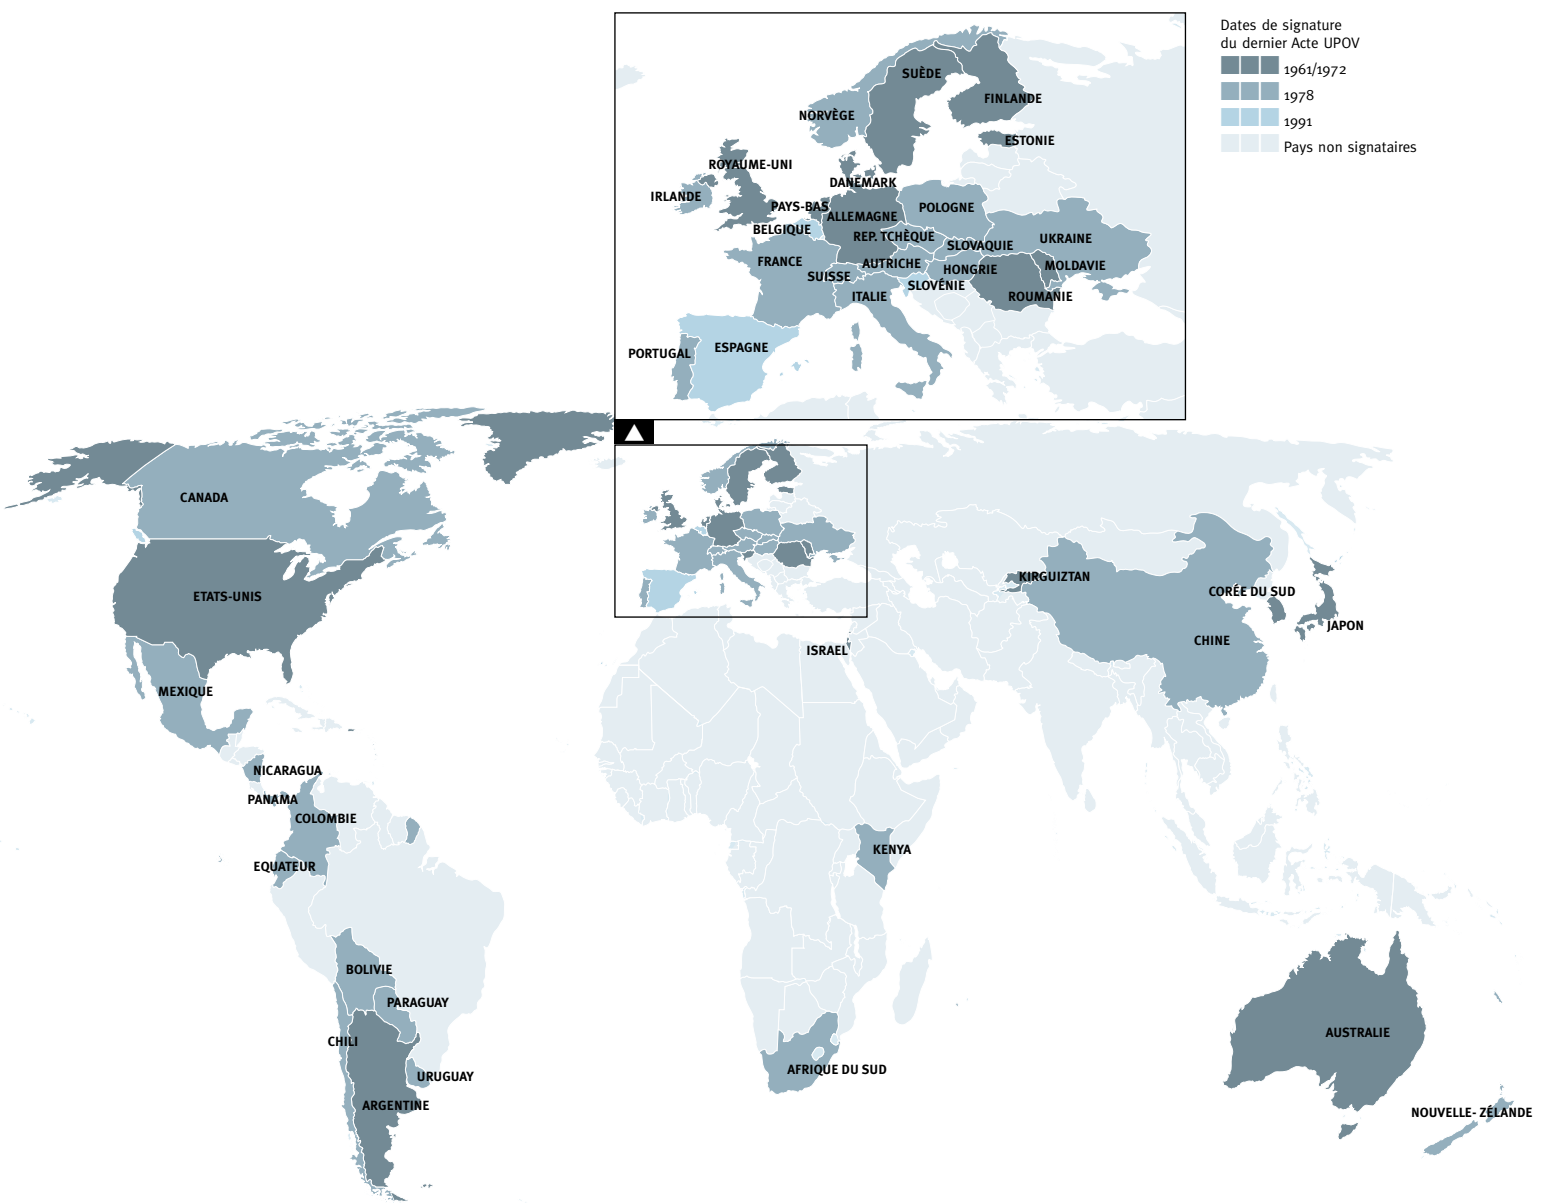 Dates de signature
du dernier Acte UPOV
1961/1972
1978
1991
Pays non signataires
SUÈDE
FINLANDE
NORVÈGE
ESTONIE
ROYAUME-UNI
DANEMARK
IRLANDE
PAYS-BAS
POLOGNE
ALLEMAGNE
BELGIQUE
REP. TCHÈQUE
UKRAINE
SLOVAQUIE
FRANCE
AUTRICHE
MOLDAVIE
HONGRIE
SUISSE
SLOVÉNIE
ITALIE
ROUMANIE
PORTUGAL
ESPAGNE
CANADA
ETATS-UNIS
MEXIQUE
NICARAGUA
PANAMA
COLOMBIE
EQUATEUR
BOLIVIE
PARAGUAY
CHILI
URUGUAY
ARGENTINE
ISRAEL
KENYA
AFRIQUE DU SUD
KIRGUIZTAN
CORÉE DU SUD
JAPON
CHINE
AUSTRALIE
NOUVELLE- ZÉLANDE